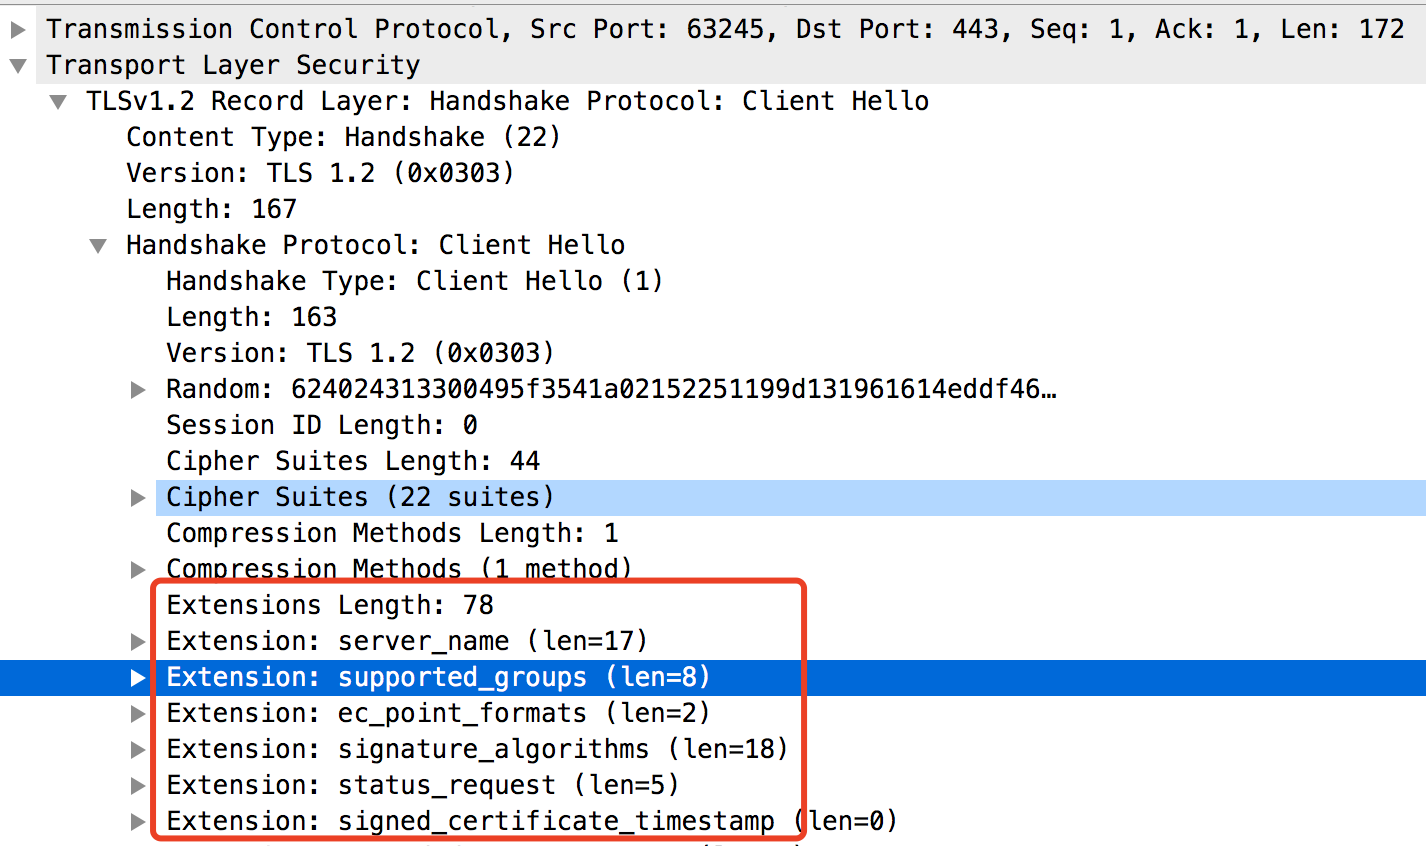 Transmission Control Protocol, Src Port: 63245, Dst Port: 443, Seq: 1, Ack: 1, Len: 172
Transport Layer Security
TLSv1.2 Record Layer: Handshake Protocol: Client Hello
Content Type: Handshake (22)
Version: TLS 1.2 (0x0303)
Length: 167
Handshake Protocol: Client Hello
Handshake Type: Client Hello (1)
Length: 163
Version: TLS 1.2 (0x0303)
Random: 624024313300495f3541a02152251199d131961614eddf46…
Session ID Length: 0
Cipher Suites Length: 44
Cipher Suites (22 suites)
Compression Methods Length: 1
Compression Methods (1 method)
Extensions Length: 78
Extension: server_name (len=17)
Extension: supported_groups (len=8)
Extension: ec_point_formats (len=2)
Extension: signature_algorithms (len=18)
Extension: status_request (len=5)
Extension: signed_certificate_timestamp (len=0)